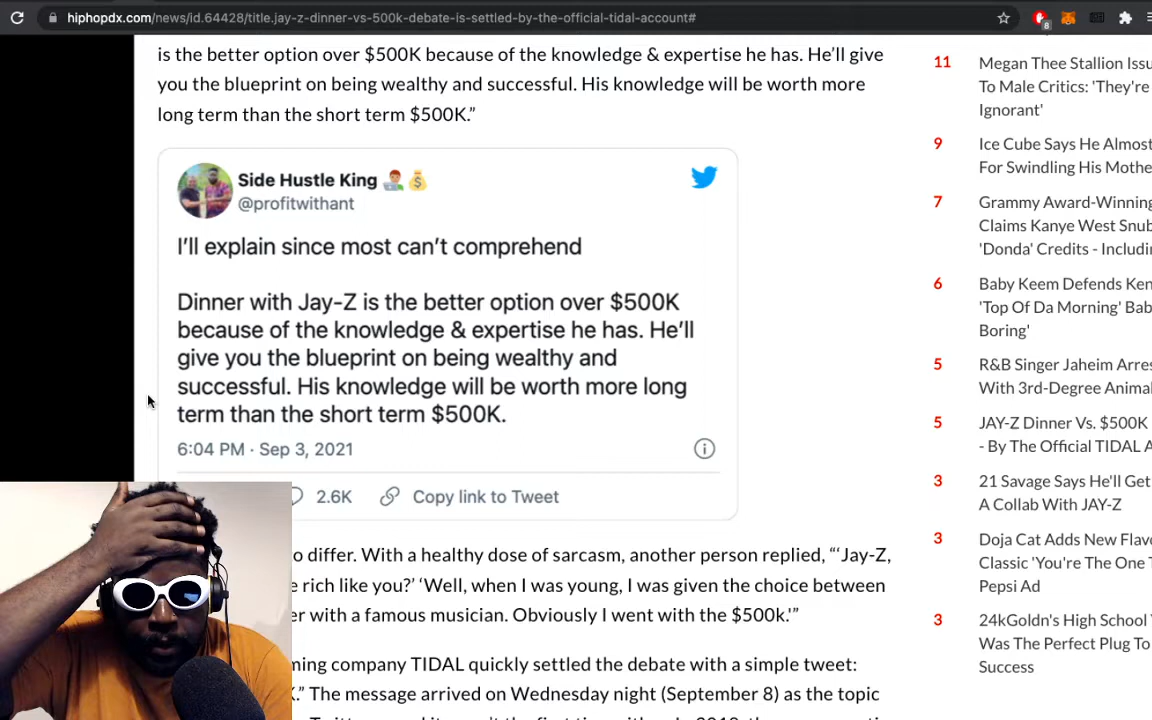 hiphopdx.com/news/id.64428/title.jay-z-dinner-vs-500k-debate-is-settled-by-the-official-tidal-account#
8
is the better option over $500K because of the knowledge & expertise he has. He’ll give
you the blueprint on being wealthy and successful. His knowledge will be worth more
long term than the short term $500K.”
Side Hustle King
@profitwithant
I’ll explain since most can’t comprehend
Dinner with Jay-Z is the better option over $500K
because of the knowledge & expertise he has. He’ll
give you the blueprint on being wealthy and
successful. His knowledge will be worth more long
term than the short term $500K.
6:04 PM · Sep 3, 2021
2.6K
Copy link to Tweet
o differ. With a healthy dose of sarcasm, another person replied, “‘Jay-Z,
e rich like you?’ ‘Well, when I was young, I was given the choice between
er with a famous musician. Obviously I went with the $500k.'”
ming company TIDAL quickly settled the debate with a simple tweet:
K.” The message arrived on Wednesday night (September 8) as the topic
11
Megan Thee Stallion Issu
To Male Critics: 'They're
Ignorant'
9
Ice Cube Says He Almost
For Swindling His Mothe
7
Grammy Award-Winning
Claims Kanye West Snub
'Donda' Credits - Includi
6
Baby Keem Defends Ken
'Top Of Da Morning' Bab
Boring'
5
R&B Singer Jaheim Arres
With 3rd-Degree Animal
5
JAY-Z Dinner Vs. $500K
- By The Official TIDAL A
3
21 Savage Says He'll Get
A Collab With JAY-Z
3
Doja Cat Adds New Flavo
Classic 'You're The One T
Pepsi Ad
3
24kGoldn's High School
Was The Perfect Plug To
Success